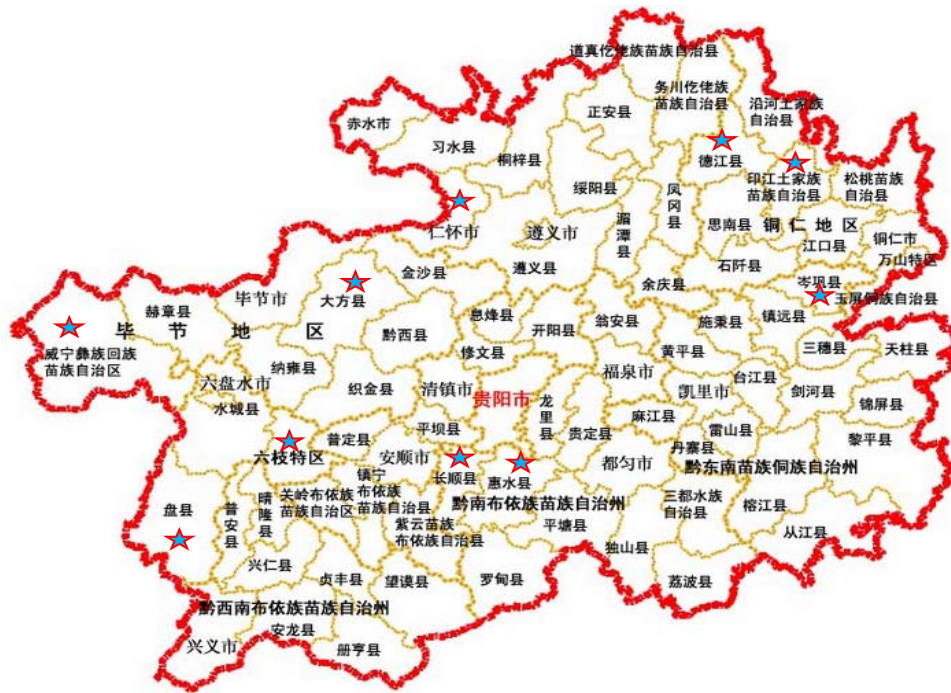 道真仡佬族苗族自治县
务川仡佬族
苗族自治县
沿河土家族
自治县
正安县
赤水市
习水县
桐梓县
德江县
印江土家族
苗族自治县
松桃苗族
自治县
绥阳县
凤冈县
湄潭县
思南县
铜仁地区
仁怀市
遵义市
江口县
铜仁市
万山特区
石阡县
金沙县
遵义县
余庆县
岑巩县
玉屏侗族自治县
毕节市
大方县
赫章县
息烽县
开阳县
瓮安县
施秉县
镇远县
毕节地区
黔西县
三穗县
天柱县
威宁彝族回族
苗族自治区
纳雍县
修文县
黄平县
福泉市
台江县
六盘水市
织金县
清镇市
贵阳市
龙里县
凯里市
剑河县
锦屏县
水城县
贵定县
麻江县
普定县
平坝县
雷山县
黎平县
六枝特区
安顺市
丹寨县
都匀市
黔东南苗族侗族自治州
镇宁
布依族
苗族自治县
长顺县
惠水县
关岭布依族
苗族自治区
晴隆县
普安县
盘县
黔南布依族苗族自治州
三都水族
自治县
榕江县
紫云苗族
布依族自治县
平塘县
从江县
独山县
兴仁县
贞丰县
望谟县
罗甸县
荔波县
黔西南布依族苗族自治州
安龙县
兴义市
册亨县